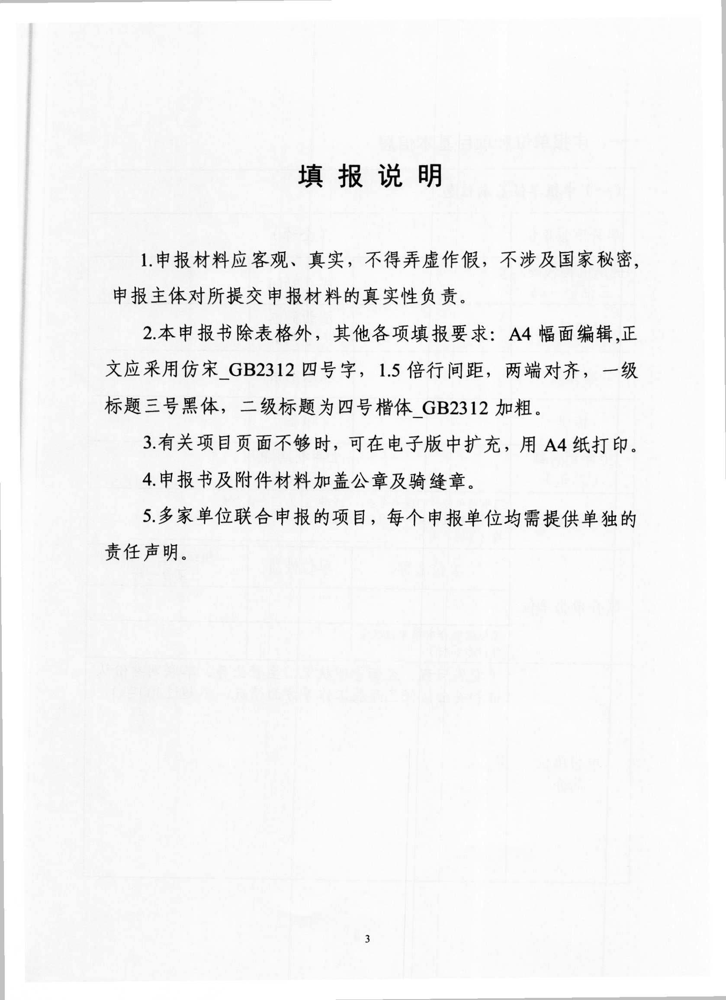 填报说明
1.申报材料应客观、真实，不得弄虚作假，不涉及国家秘密，
申报主体对所提交申报材料的真实性负责。
2.本申报书除表格外，其他各项填报要求：A4 幅面编辑,正
文应采用仿宋_GB2312 四号字，1.5 倍行间距，两端对齐，一级
标题三号黑体，二级标题为四号楷体_GB2312 加粗。
3.有关项目页面不够时，可在电子版中扩充，用 A4 纸打印。
4.申报书及附件材料加盖公章及骑缝章。
5.多家单位联合申报的项目，每个申报单位均需提供单独的
责任声明。
3